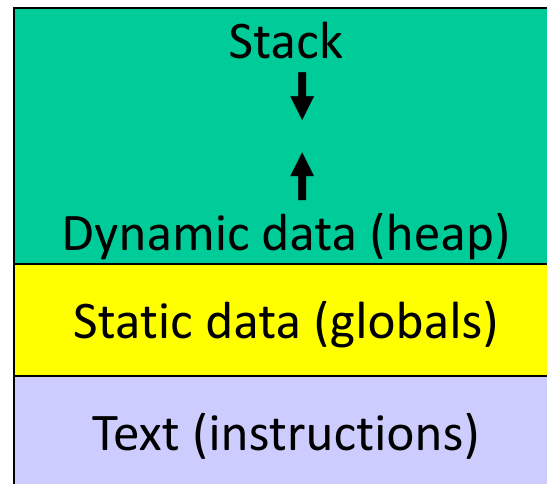 Stack
Dynamic data (heap)
Static data (globals)
Text (instructions)